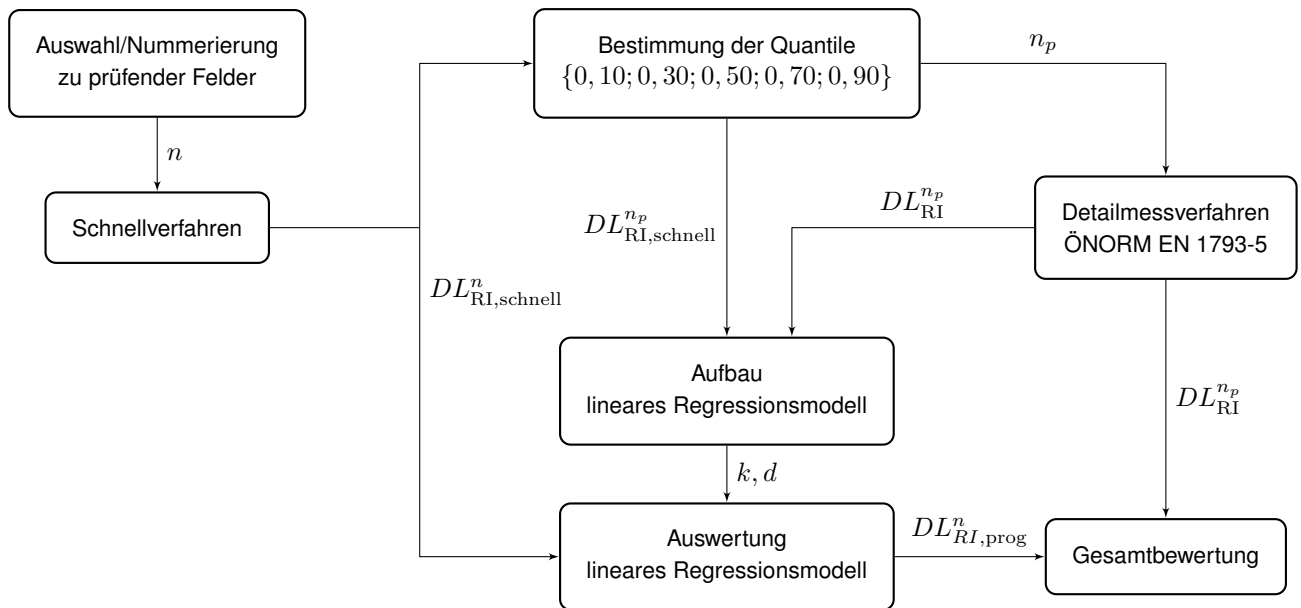 Auswahl/Nummerierung
zu prüfender Felder
Bestimmung der Quantile
{0, 10; 0, 30; 0, 50; 0, 70; 0, 90}
n_p
n
Schnellverfahren
DL^{n_p}_{RI,schnell}
DL^{n_p}_{RI}
Detailmessverfahren
ÖNORM EN 1793-5
DL^{n}_{RI,schnell}
Aufbau
lineares Regressionsmodell
DL^{n_p}_{RI}
k, d
Auswertung
lineares Regressionsmodell
DL^{n}_{RI,prog}
Gesamtbewertung